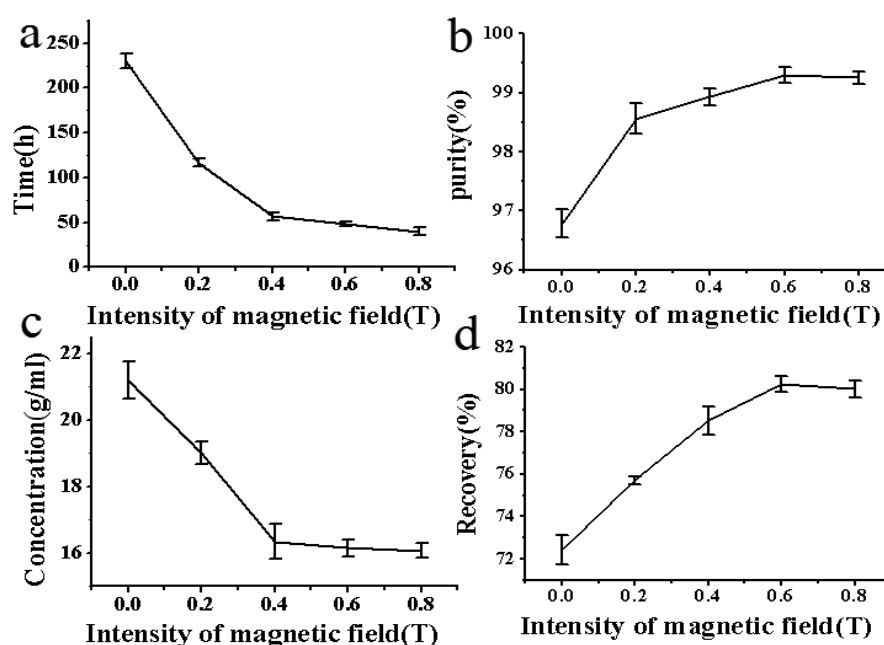 a
250
200
150
100
50
0
Time(h)
0.0 0.2 0.4 0.6 0.8
Intensity of magnetic field(T)
b
100
99
98
97
96
purity(%)
0.0 0.2 0.4 0.6 0.8
Intensity of magnetic field(T)
c
22
20
18
16
Concentration(g/ml)
0.0 0.2 0.4 0.6 0.8
Intensity of magnetic field(T)
d
82
80
78
76
74
72
Recovery(%)
0.0 0.2 0.4 0.6 0.8
Intensity of magnetic field(T)